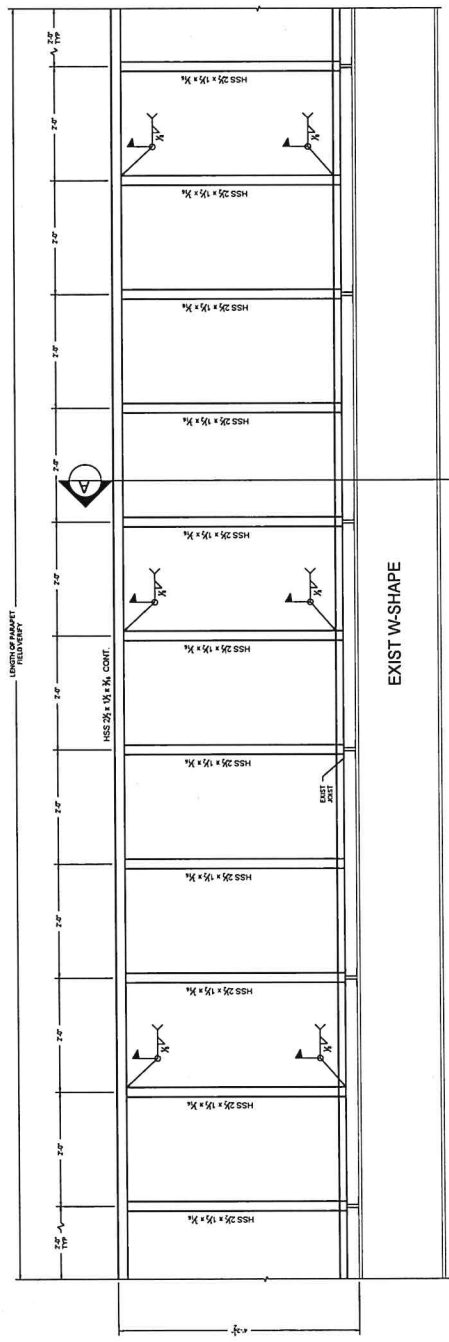 LENGTH OF PARAPET
FIELD VERIFY
2'-0"
TYP
2'-0"
2'-0"
2'-0"
2'-0"
2'-0"
2'-0"
2'-0"
2'-0"
2'-0"
2'-0"
2'-0"
TYP
A
HSS 2½ x 1½ x 3/16 CONT.
HSS 2½ x 1½ x 3/16
HSS 2½ x 1½ x 3/16
HSS 2½ x 1½ x 3/16
HSS 2½ x 1½ x 3/16
HSS 2½ x 1½ x 3/16
HSS 2½ x 1½ x 3/16
HSS 2½ x 1½ x 3/16
HSS 2½ x 1½ x 3/16
HSS 2½ x 1½ x 3/16
HSS 2½ x 1½ x 3/16
HSS 2½ x 1½ x 3/16
EXIST
JOIST
EXIST W-SHAPE